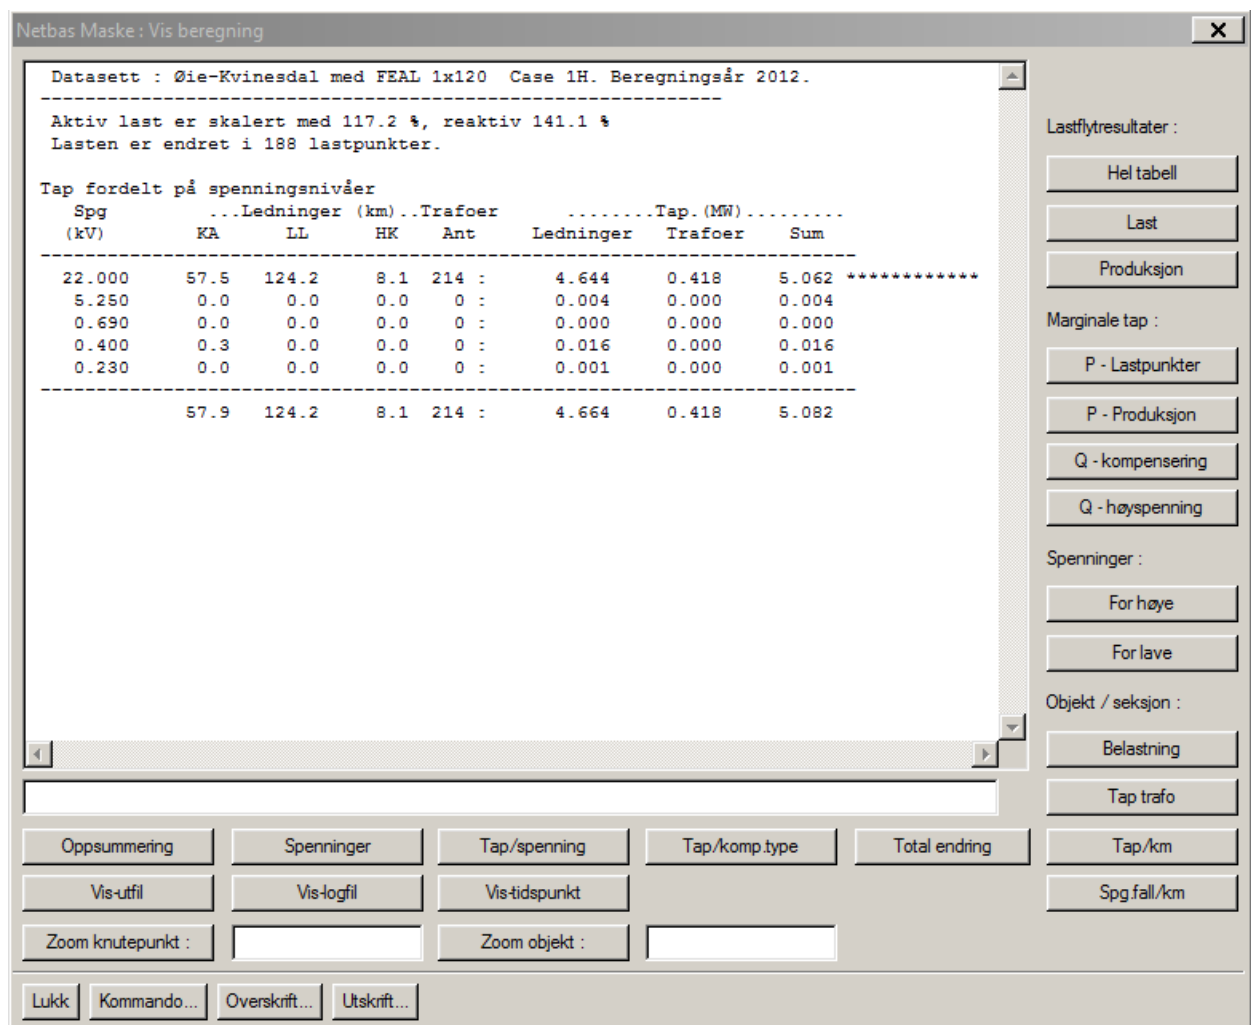 Netbas Maske : Vis beregning
Datasett : Øie-Kvinesdal med FEAL 1x120  Case 1H. Beregningsår 2012.
-------------------------------------------------------------
Aktiv last er skalert med 117.2 %, reaktiv 141.1 %
Lasten er endret i 188 lastpunkter.
Tap fordelt på spenningsnivåer
Spg ...Ledninger (km)..Trafoer ........Tap.(MW).........
(kV) KA LL HK Ant Ledninger Trafoer Sum
-------------------------------------------------------------------------
22.000 57.5 124.2 8.1 214 : 4.644 0.418 5.062 ************
5.250 0.0 0.0 0.0 0 : 0.004 0.000 0.004
0.690 0.0 0.0 0.0 0 : 0.000 0.000 0.000
0.400 0.3 0.0 0.0 0 : 0.016 0.000 0.016
0.230 0.0 0.0 0.0 0 : 0.001 0.000 0.001
-------------------------------------------------------------------------
57.9 124.2 8.1 214 : 4.664 0.418 5.082
Lastflytresultater :
Hel tabell
Last
Produksjon
Marginale tap :
P - Lastpunkter
P - Produksjon
Q - kompensering
Q - høyspenning
Spenninger :
For høye
For lave
Objekt / seksjon :
Belastning
Tap trafo
Oppsummering Spenninger Tap/spenning Tap/komp.type Total endring Tap/km
Vis-utfil Vis-logfil Vis-tidspunkt Spg.fall/km
Zoom knutepunkt : Zoom objekt :
Lukk Kommando... Overskrift... Utskrift...